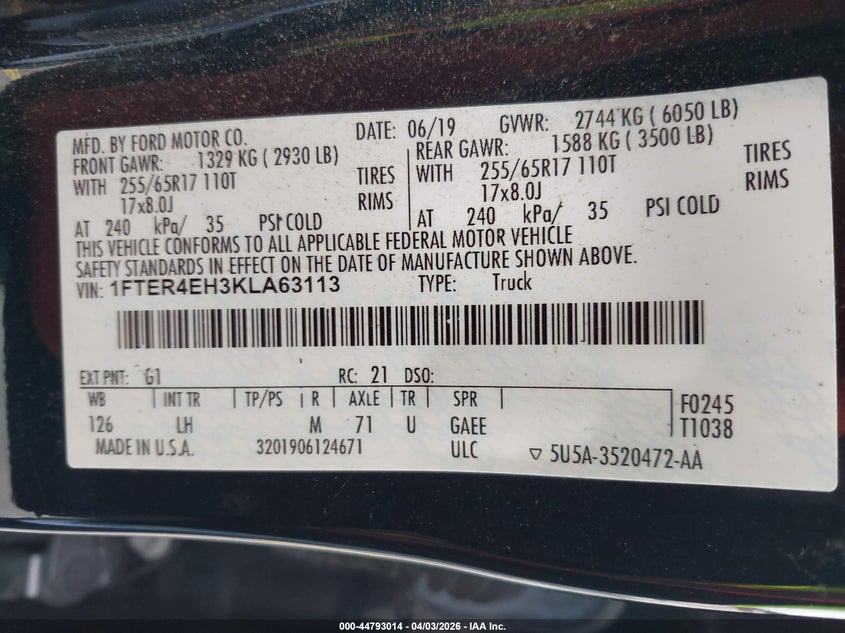 MFD. BY FORD MOTOR CO. DATE: 06/19 GVWR: 2744 KG ( 6050 LB)
FRONT GAWR: 1329 KG ( 2930 LB) REAR GAWR: 1588 KG ( 3500 LB)
WITH 255/65R17 110T TIRES WITH 255/65R17 110T TIRES
17x8.0J RIMS 17x8.0J RIMS
AT 240 kPa/ 35 PSI COLD AT 240 kPa/ 35 PSI COLD
THIS VEHICLE CONFORMS TO ALL APPLICABLE FEDERAL MOTOR VEHICLE
SAFETY STANDARDS IN EFFECT ON THE DATE OF MANUFACTURE SHOWN ABOVE.
VIN: 1FTER4EH3KLA63113 TYPE: Truck
EXT PNT: G1 RC: 21 DSO:
WB INT TR TP/PS R AXLE TR SPR F0245
126 LH M 71 U GAEE T1038
MADE IN U.S.A. 3201906124671 ULC ▽ 5U5A-3520472-AA
000-44793014 - 04/03/2026 - IAA Inc.